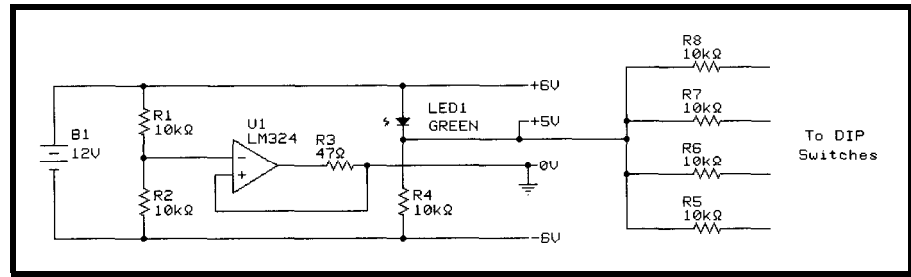 R8
10kΩ
R7
10kΩ
R6
10kΩ
R5
10kΩ
To DIP
Switches
+6V
LED1
GREEN
+5V
R1
10kΩ
B1
12V
U1
LM324
R3
47Ω
0V
R2
10kΩ
R4
10kΩ
-6V